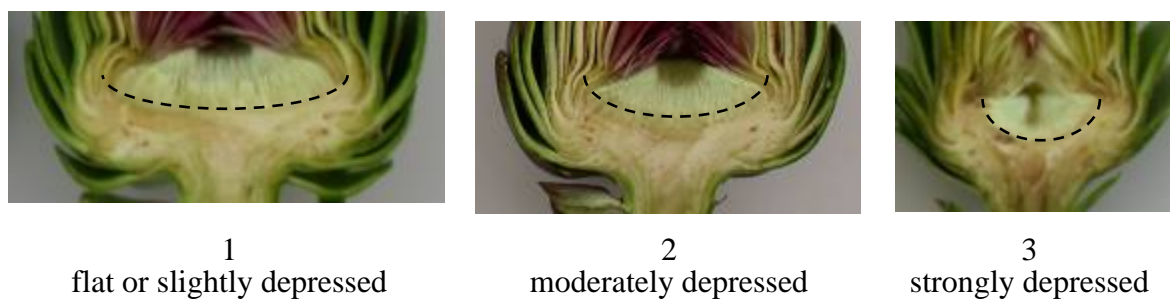 1
flat or slightly depressed
2
moderately depressed
3
strongly depressed